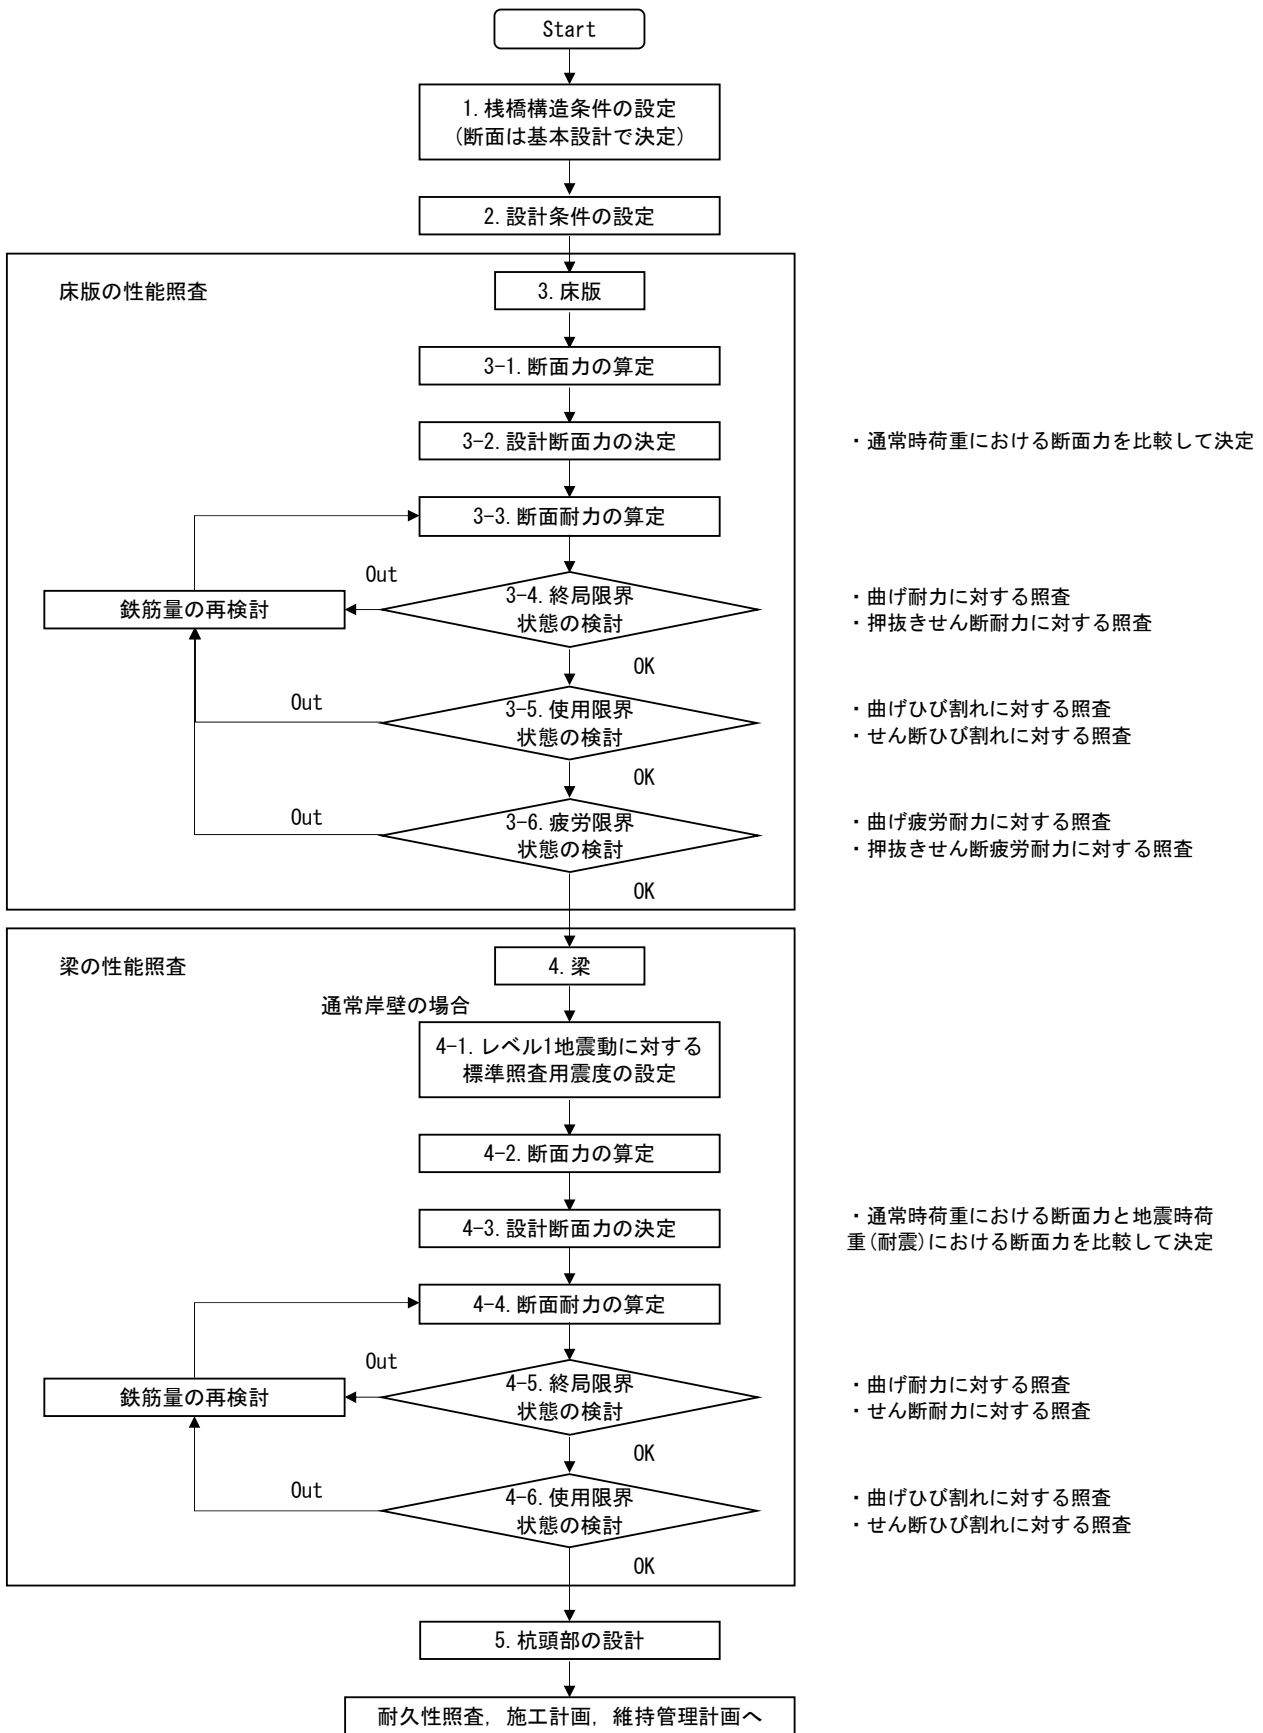 Start
1.桟橋構造条件の設定
(断面は基本設計で決定)
2.設計条件の設定
床版の性能照査
3.床版
3-1.断面力の算定
3-2.設計断面力の決定
・通常時荷重における断面力を比較して決定
3-3.断面耐力の算定
Out
鉄筋量の再検討
3-4.終局限界
状態の検討
・曲げ耐力に対する照査
・押抜きせん断耐力に対する照査
OK
Out
3-5.使用限界
状態の検討
・曲げひび割れに対する照査
・せん断ひび割れに対する照査
OK
Out
3-6.疲労限界
状態の検討
・曲げ疲労耐力に対する照査
・押抜きせん断疲労耐力に対する照査
OK
梁の性能照査
4.梁
通常岸壁の場合
4-1.レベル1地震動に対する
標準照査用震度の設定
4-2.断面力の算定
4-3.設計断面力の決定
・通常時荷重における断面力と地震時荷
重(耐震)における断面力を比較して決定
4-4.断面耐力の算定
Out
鉄筋量の再検討
4-5.終局限界
状態の検討
・曲げ耐力に対する照査
・せん断耐力に対する照査
OK
Out
4-6.使用限界
状態の検討
・曲げひび割れに対する照査
・せん断ひび割れに対する照査
OK
5.杭頭部の設計
耐久性照査, 施工計画, 維持管理計画へ